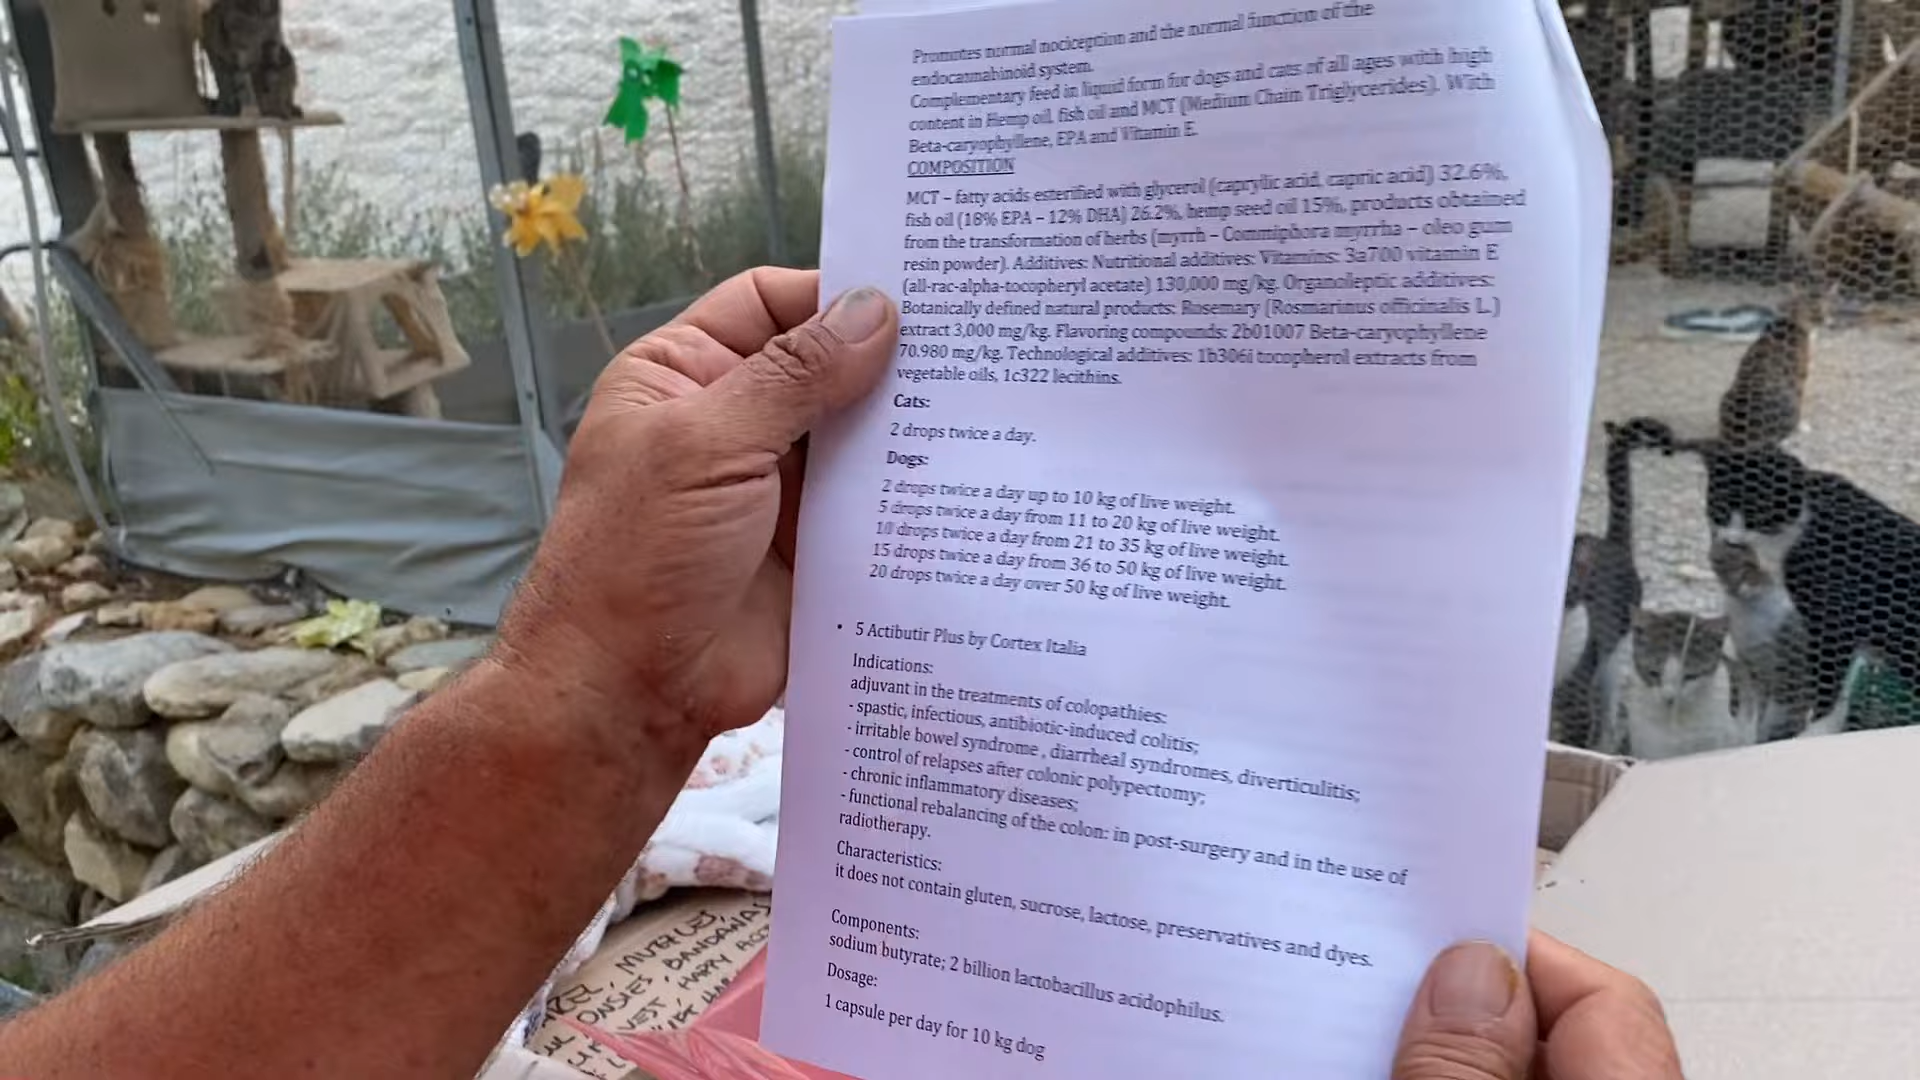 Promotes normal nociception and the normal function of the
endocannabinoid system.
Complementary feed in liquid form for dogs and cats of all ages with high
content in Hemp oil, fish oil and MCT (Medium Chain Triglycerides). With
Beta-caryophyllene, EPA and Vitamin E.
COMPOSITION
MCT – fatty acids esterified with glycerol (caprylic acid, capric acid) 32.6%,
fish oil (18% EPA – 12% DHA) 26.2%, hemp seed oil 15%, products obtained
from the transformation of herbs (myrrh – Commiphora myrrha – oleo gum
resin powder). Additives: Nutritional additives: Vitamins: 3a700 vitamin E
(all-rac-alpha-tocopheryl acetate) 130,000 mg/kg. Organoleptic additives:
Botanically defined natural products: Rosemary (Rosmarinus officinalis L.)
extract 3,000 mg/kg. Flavoring compounds: 2b01007 Beta-caryophyllene
70.980 mg/kg. Technological additives: 1b306i tocopherol extracts from
vegetable oils, 1c322 lecithins.
Cats:
2 drops twice a day.
Dogs:
2 drops twice a day up to 10 kg of live weight.
5 drops twice a day from 11 to 20 kg of live weight.
10 drops twice a day from 21 to 35 kg of live weight.
15 drops twice a day from 36 to 50 kg of live weight.
20 drops twice a day over 50 kg of live weight.
• 5 Actibutir Plus by Cortex Italia
Indications:
adjuvant in the treatments of colopathies:
- spastic, infectious, antibiotic-induced colitis;
- irritable bowel syndrome , diarrheal syndromes, diverticulitis;
- control of relapses after colonic polypectomy;
- chronic inflammatory diseases;
- functional rebalancing of the colon: in post-surgery and in the use of
radiotherapy.
Characteristics:
it does not contain gluten, sucrose, lactose, preservatives and dyes.
Components:
sodium butyrate; 2 billion lactobacillus acidophilus.
Dosage:
1 capsule per day for 10 kg dog
ONSIES, BANDANAS
VEST, HAPPY